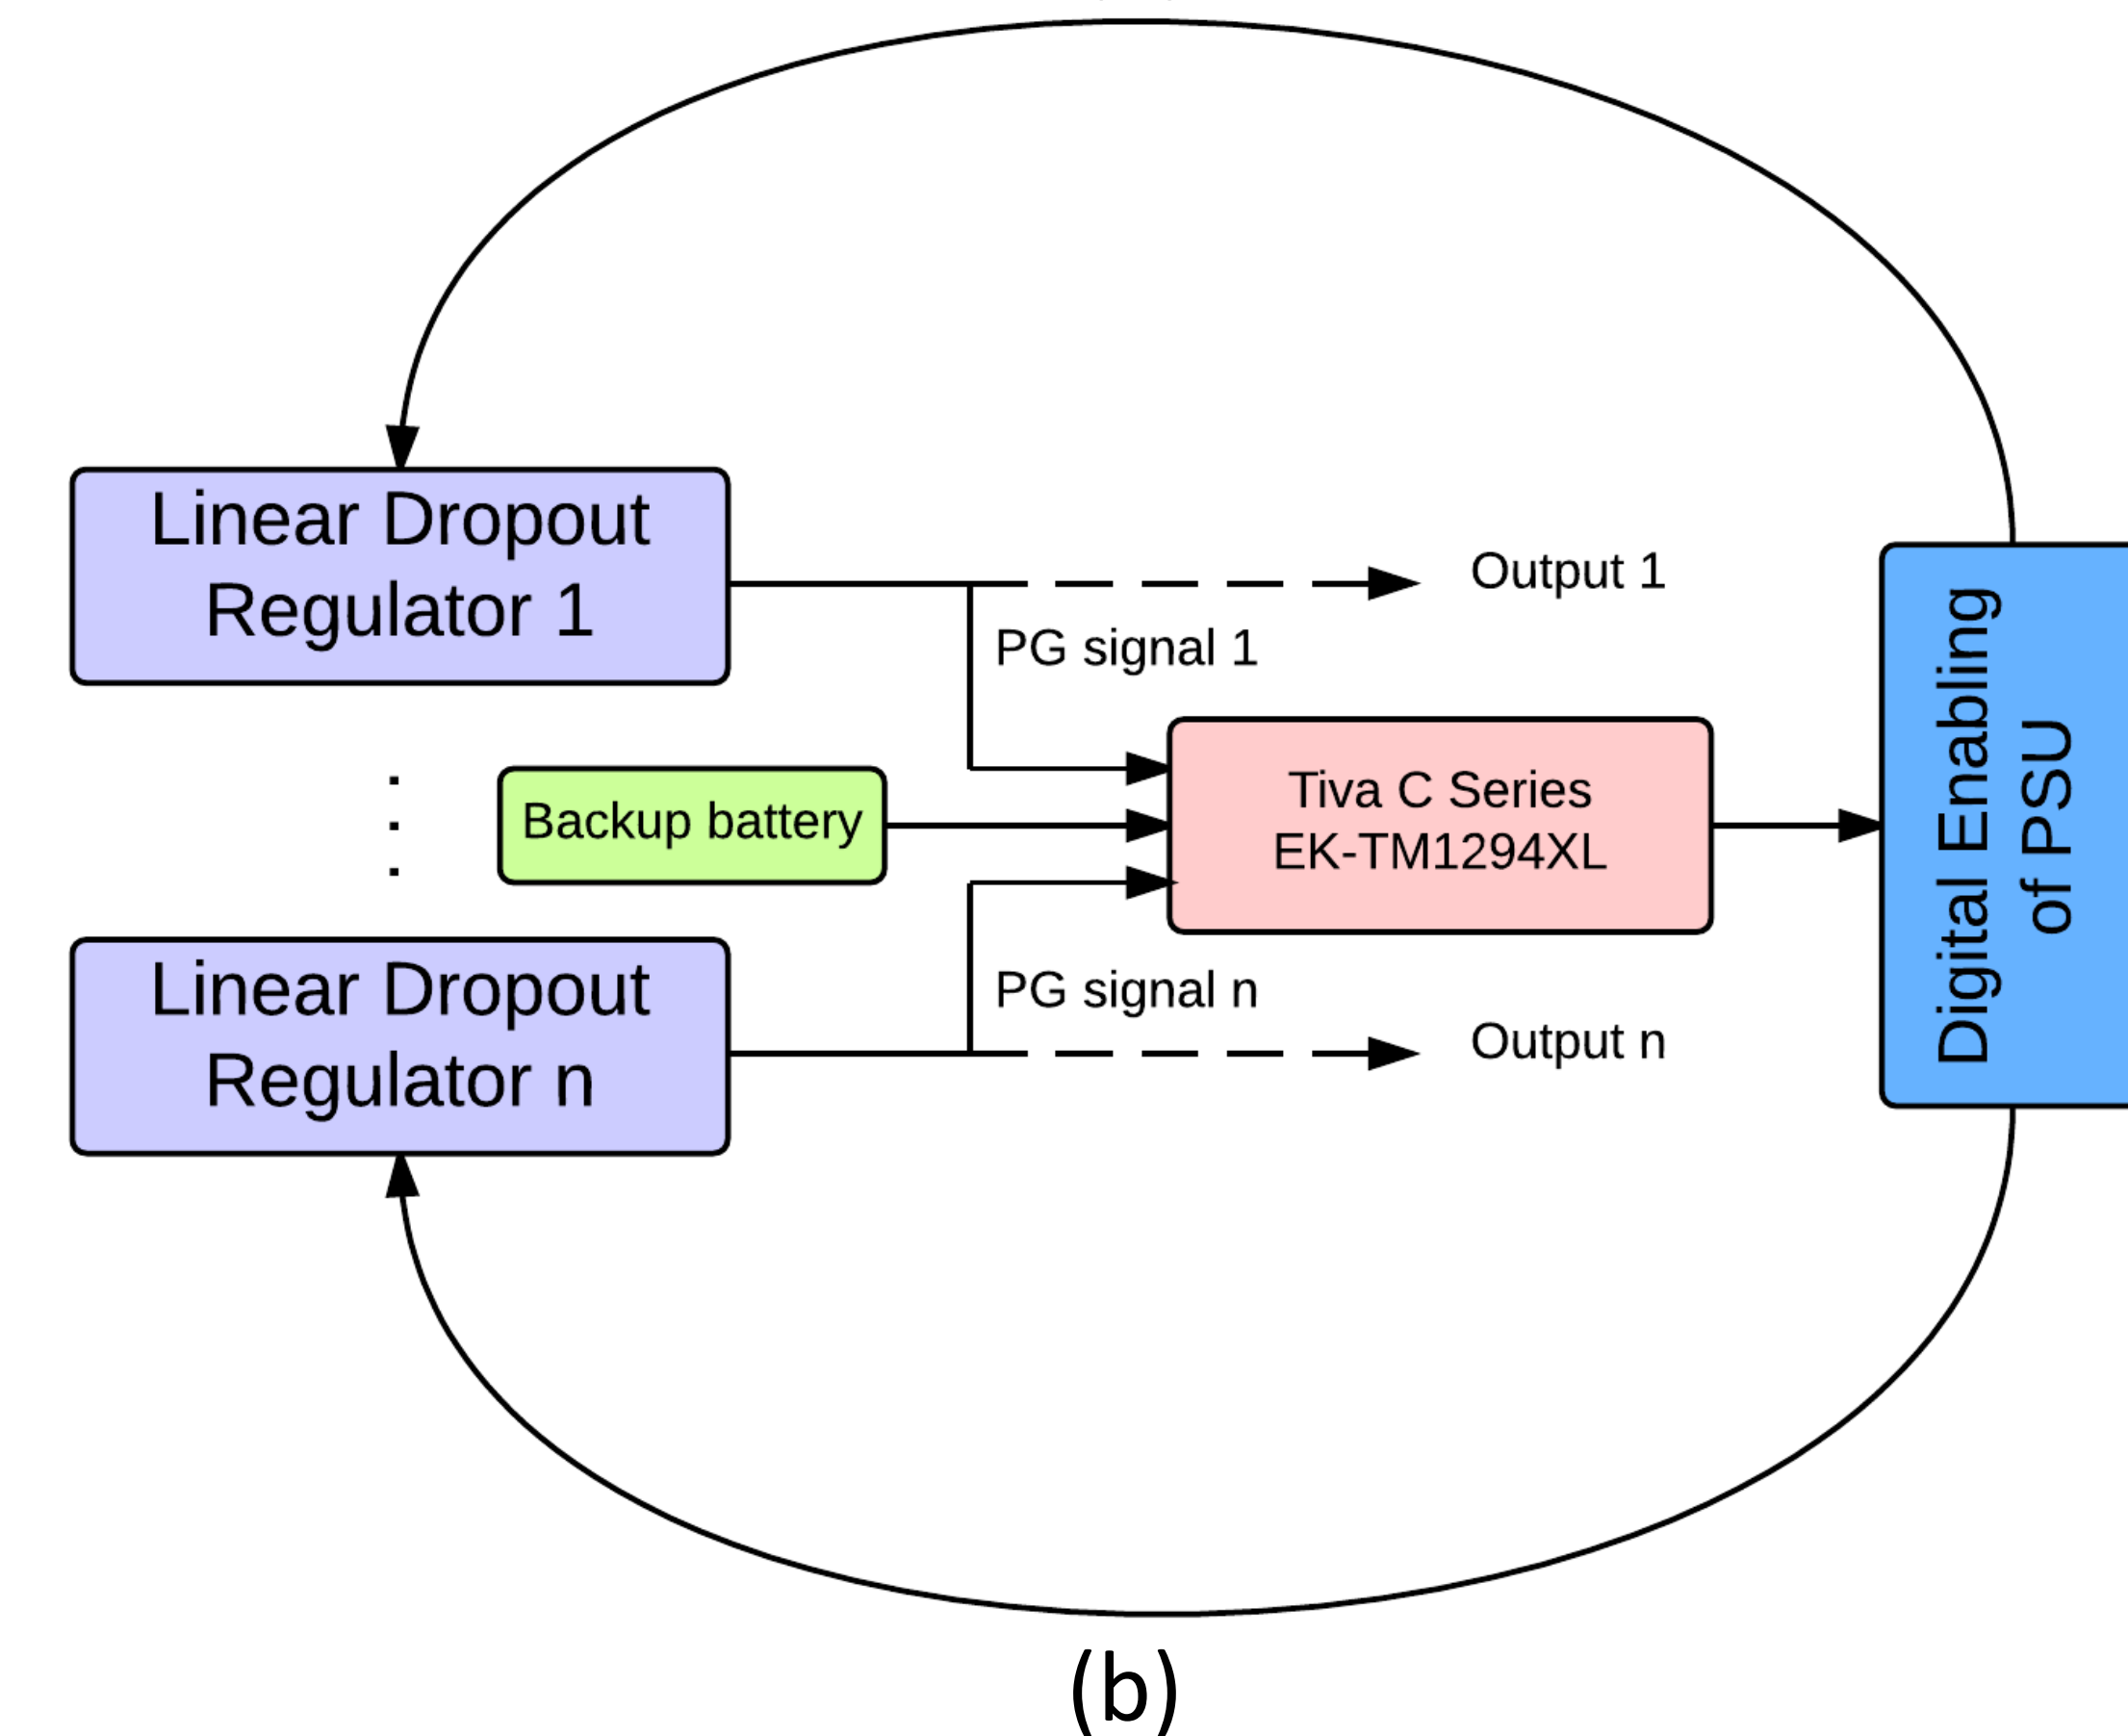 Linear Dropout
Regulator 1
Output 1
PG signal 1
Backup battery
Tiva C Series
EK-TM1294XL
Digital Enabling
of PSU
:
Linear Dropout
Regulator n
PG signal n
Output n
(b)